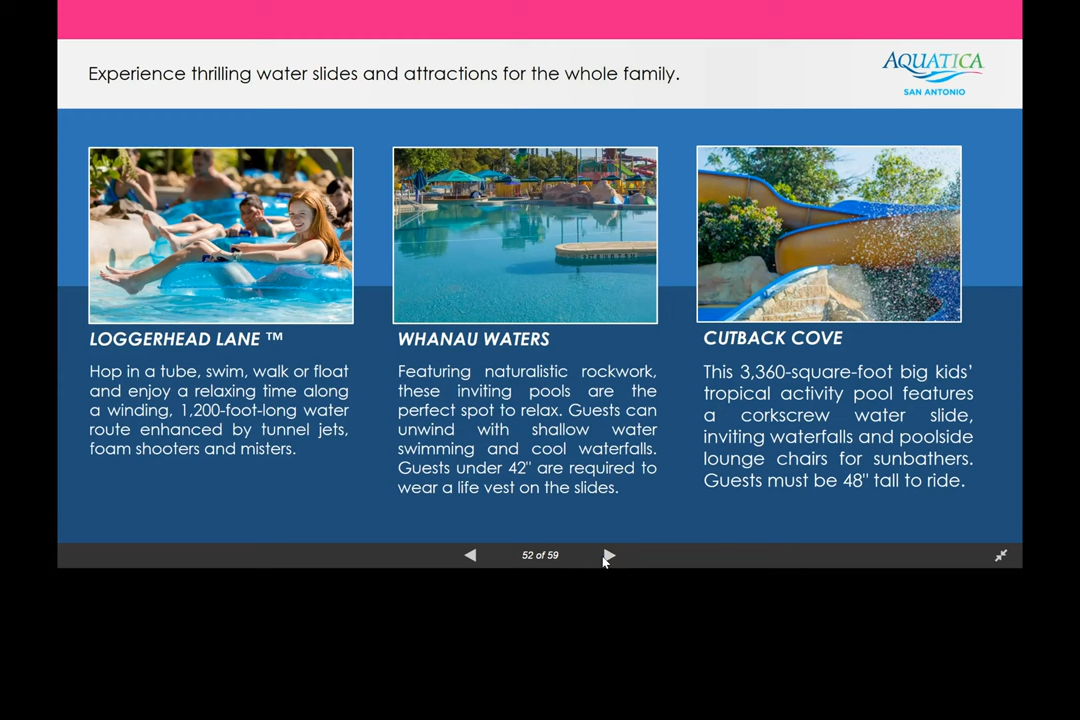 Experience thrilling water slides and attractions for the whole family.
AQUATICA
SAN ANTONIO
LOGGERHEAD LANE ™
Hop in a tube, swim, walk or float
and enjoy a relaxing time along
a winding, 1,200-foot-long water
route enhanced by tunnel jets,
foam shooters and misters.
WHANAU WATERS
Featuring naturalistic rockwork,
these inviting pools are the
perfect spot to relax. Guests can
unwind with shallow water
swimming and cool waterfalls.
Guests under 42" are required to
wear a life vest on the slides.
CUTBACK COVE
This 3,360-square-foot big kids'
tropical activity pool features
a corkscrew water slide,
inviting waterfalls and poolside
lounge chairs for sunbathers.
Guests must be 48" tall to ride.
52 of 59